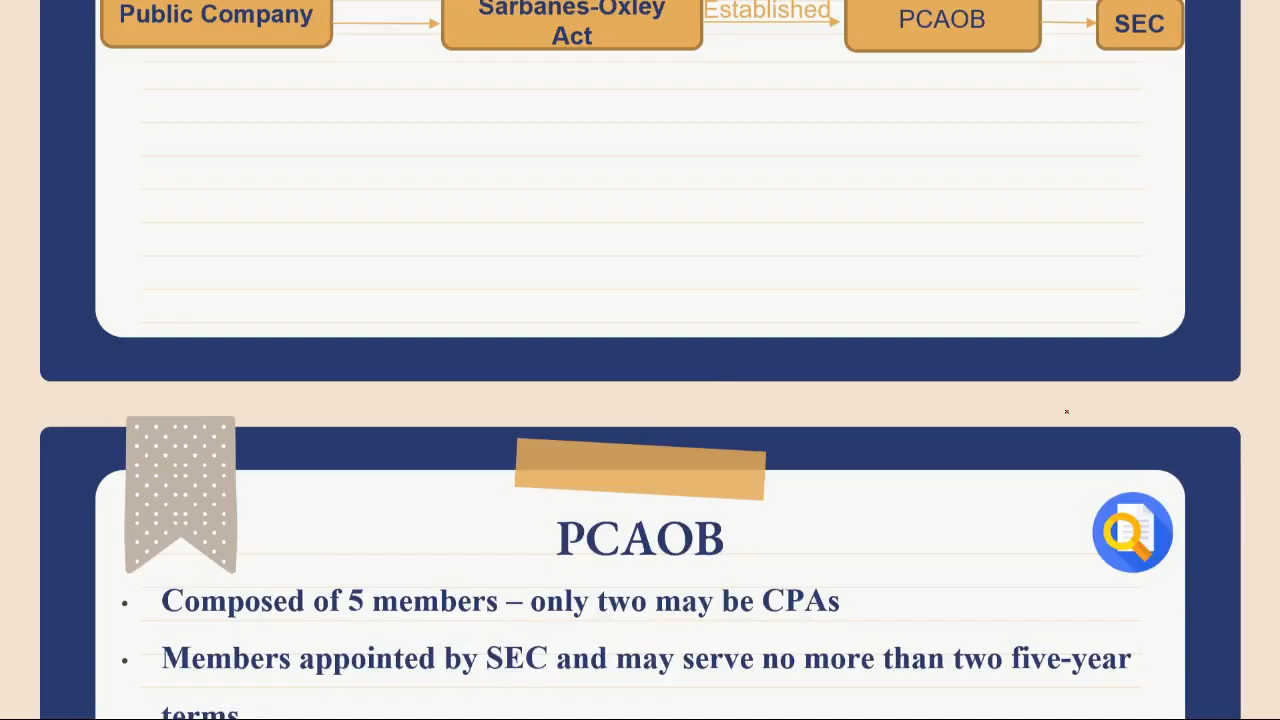 Public Company
Sarbanes-Oxley
Act
Established
PCAOB
SEC
PCAOB
• Composed of 5 members – only two may be CPAs
• Members appointed by SEC and may serve no more than two five-year
terms